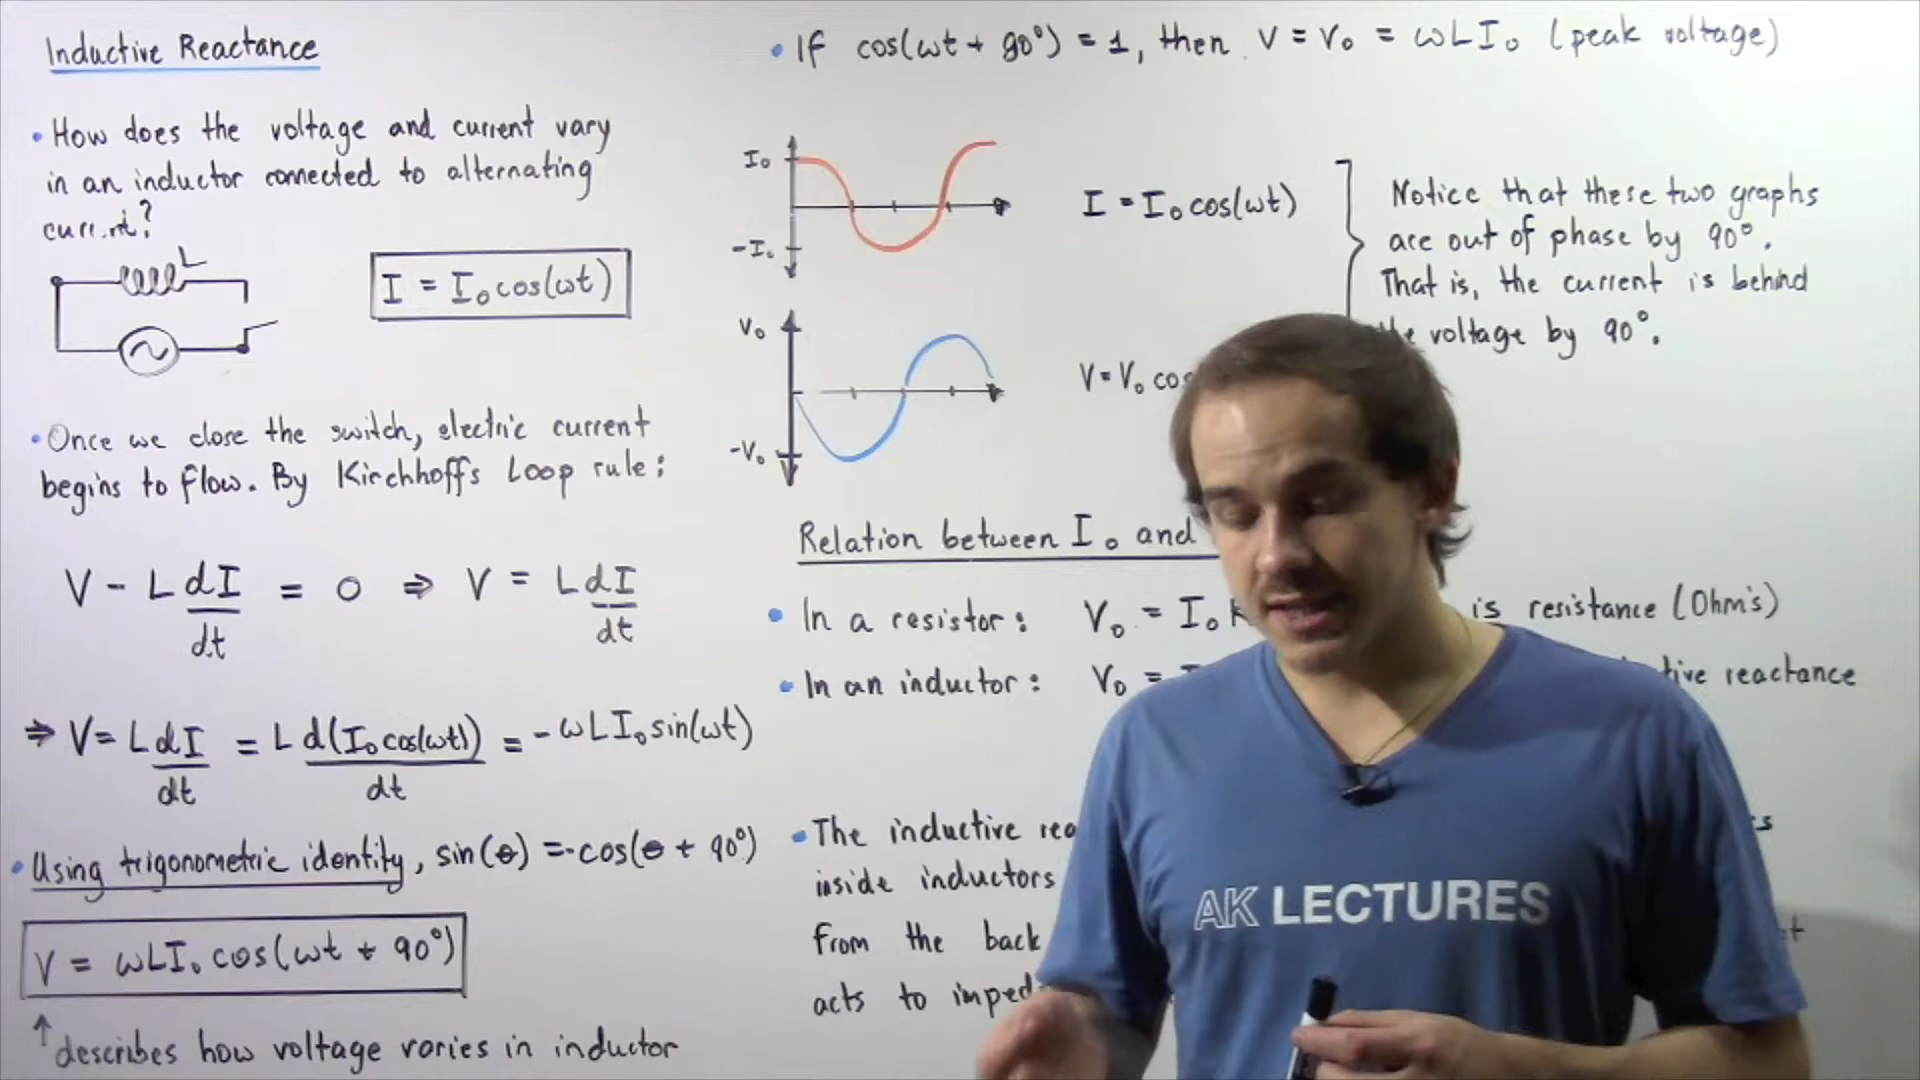 Inductive Reactance
• How does the voltage and current vary
in an inductor connected to alternating
current?
L
I = I₀cos(ωt)
• Once we close the switch, electric current
begins to flow. By Kirchhoff's Loop rule:
V - L dI/dt = 0 ⇒ V = L dI/dt
⇒ V = L dI/dt = L d(I₀cos(ωt))/dt = -ωLI₀sin(ωt)
• Using trigonometric identity, sin(θ) = -cos(θ + 90°)
V = ωLI₀cos(ωt + 90°)
↑ describes how voltage varies in inductor
• If cos(ωt + 90°) = 1, then V = V₀ = ωLI₀ (peak voltage)
I₀
-I₀
I = I₀cos(ωt)
V₀
-V₀
V = V₀ cos
Notice that these two graphs
are out of phase by 90°.
That is, the current is behind
voltage by 90°.
Relation between I₀ and
• In a resistor: V₀ = I₀ is resistance (Ohm's)
• In an inductor: V₀ = reactance
• The inductive
inside inductors
from the back
acts to
AK LECTURES